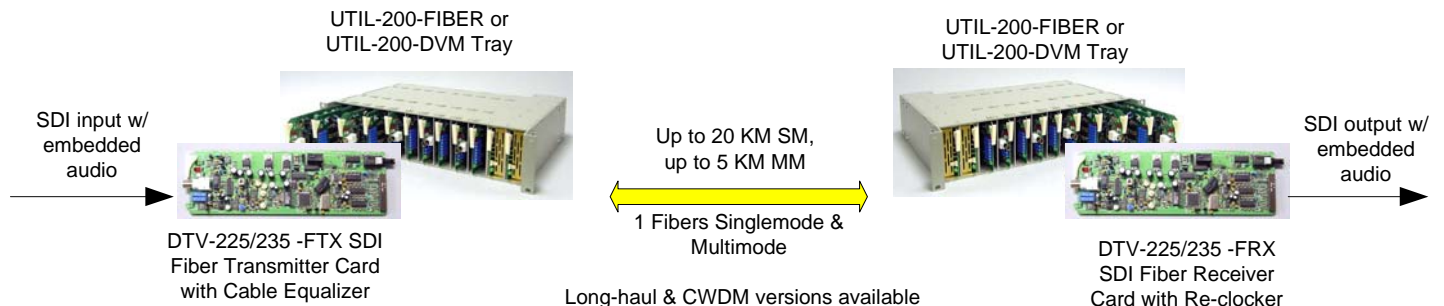 UTIL-200-FIBER or
UTIL-200-DVM Tray
UTIL-200-FIBER or
UTIL-200-DVM Tray
SDI input w/
embedded
audio
Up to 20 KM SM,
up to 5 KM MM
SDI output w/
embedded
audio
1 Fibers Singlemode &
Multimode
DTV-225/235 -FTX SDI
Fiber Transmitter Card
with Cable Equalizer
DTV-225/235 -FRX
SDI Fiber Receiver
Card with Re-clocker
Long-haul & CWDM versions available